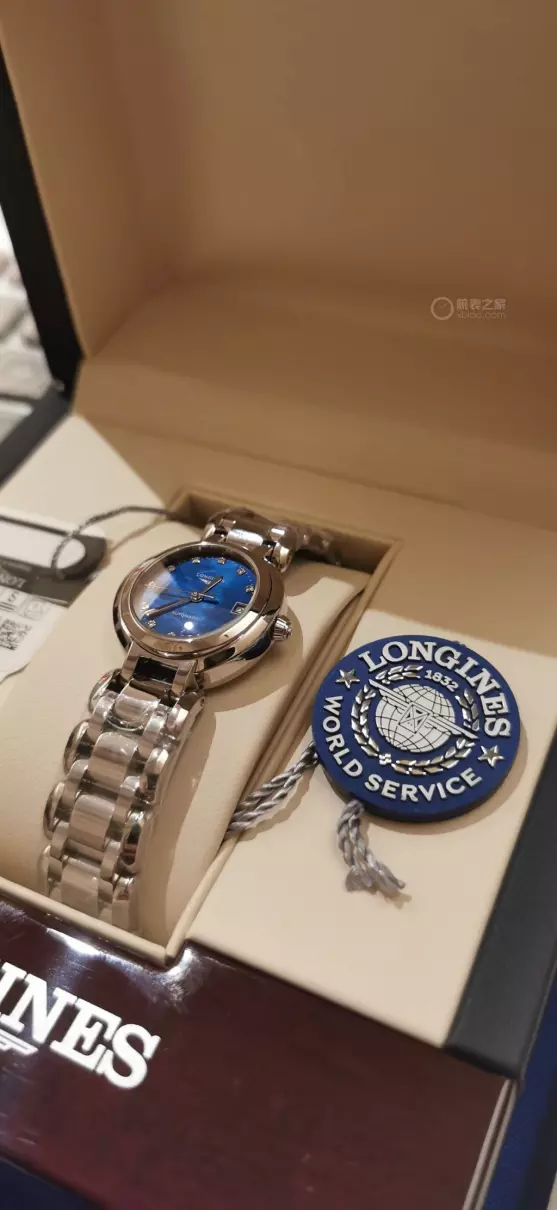 腕表之家
xbiao.com
LONGINES
AUTOMATIC
LONGINES
1832
WORLD SERVICE
INES